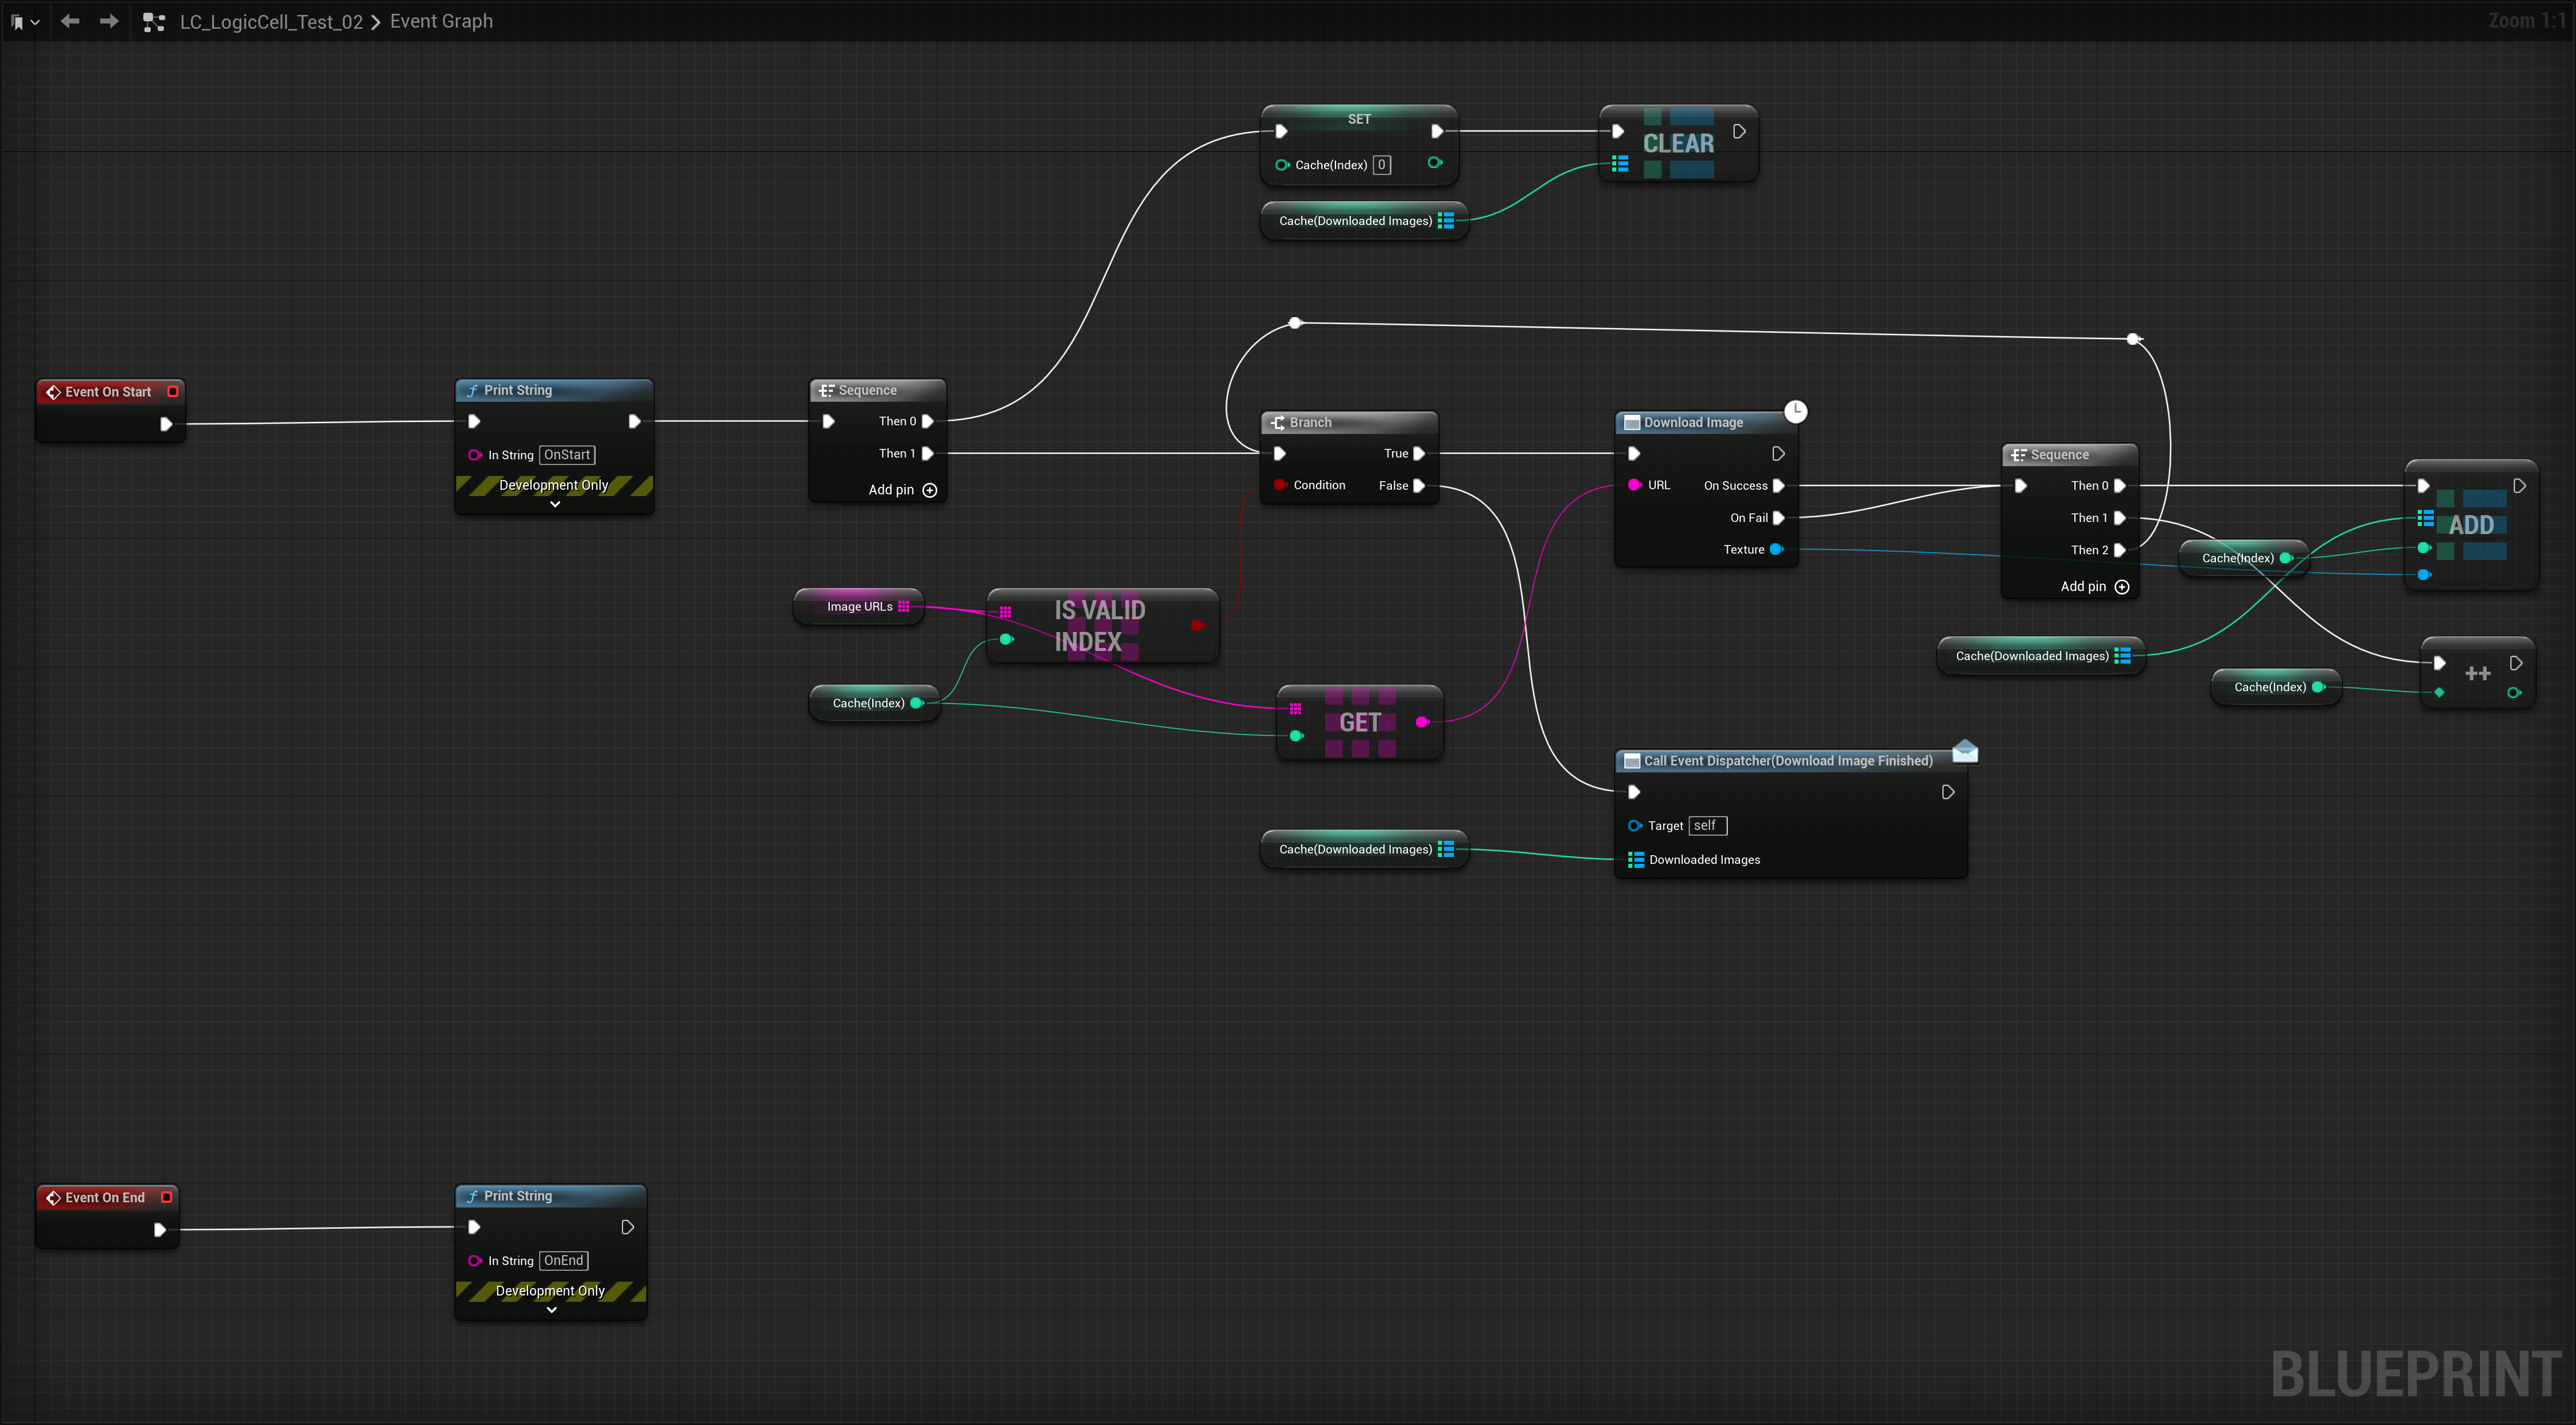 LC_LogicCell_Test_02 > Event Graph
Zoom 1:1
SET
Cache(Index) 0
CLEAR
Cache(Downloaded Images)
Event On Start
Print String
In String OnStart
Development Only
Sequence
Then 0
Then 1
Add pin
Branch
True
Condition
False
Download Image
URL
On Success
On Fail
Texture
Sequence
Then 0
Then 1
Then 2
Add pin
ADD
Cache(Index)
Cache(Downloaded Images)
Cache(Index)
++
Image URLs
IS VALID
INDEX
Cache(Index)
GET
Call Event Dispatcher(Download Image Finished)
Target self
Downloaded Images
Cache(Downloaded Images)
Event On End
Print String
In String OnEnd
Development Only
BLUEPRINT